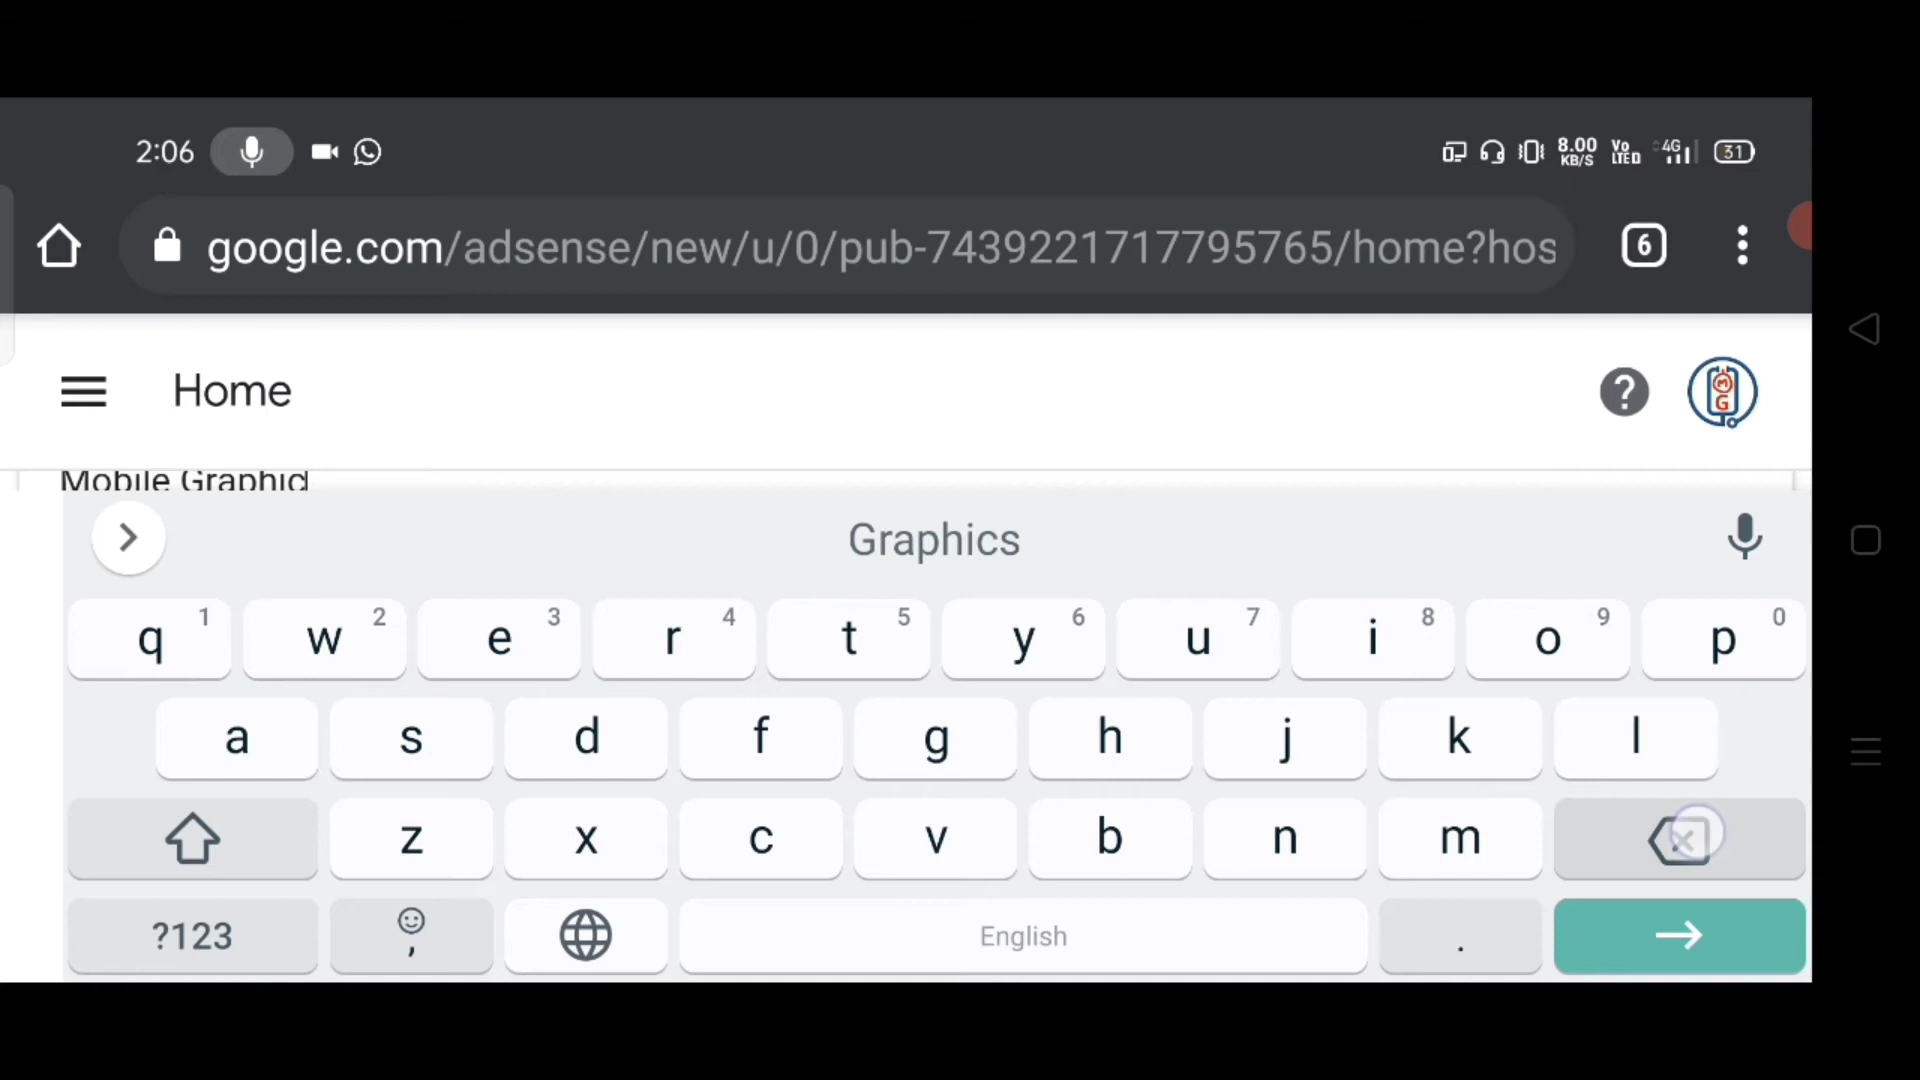 2:06 8.00 KB/S Vo LTE D 4G 31
google.com/adsense/new/u/0/pub-7439221717795765/home?hos 6
Home ? M G
Mobile Graphid
Graphics
q 1 w 2 e 3 r 4 t 5 y 6 u 7 i 8 o 9 p 0
a s d f g h j k l
z x c v b n m
?123 , English .